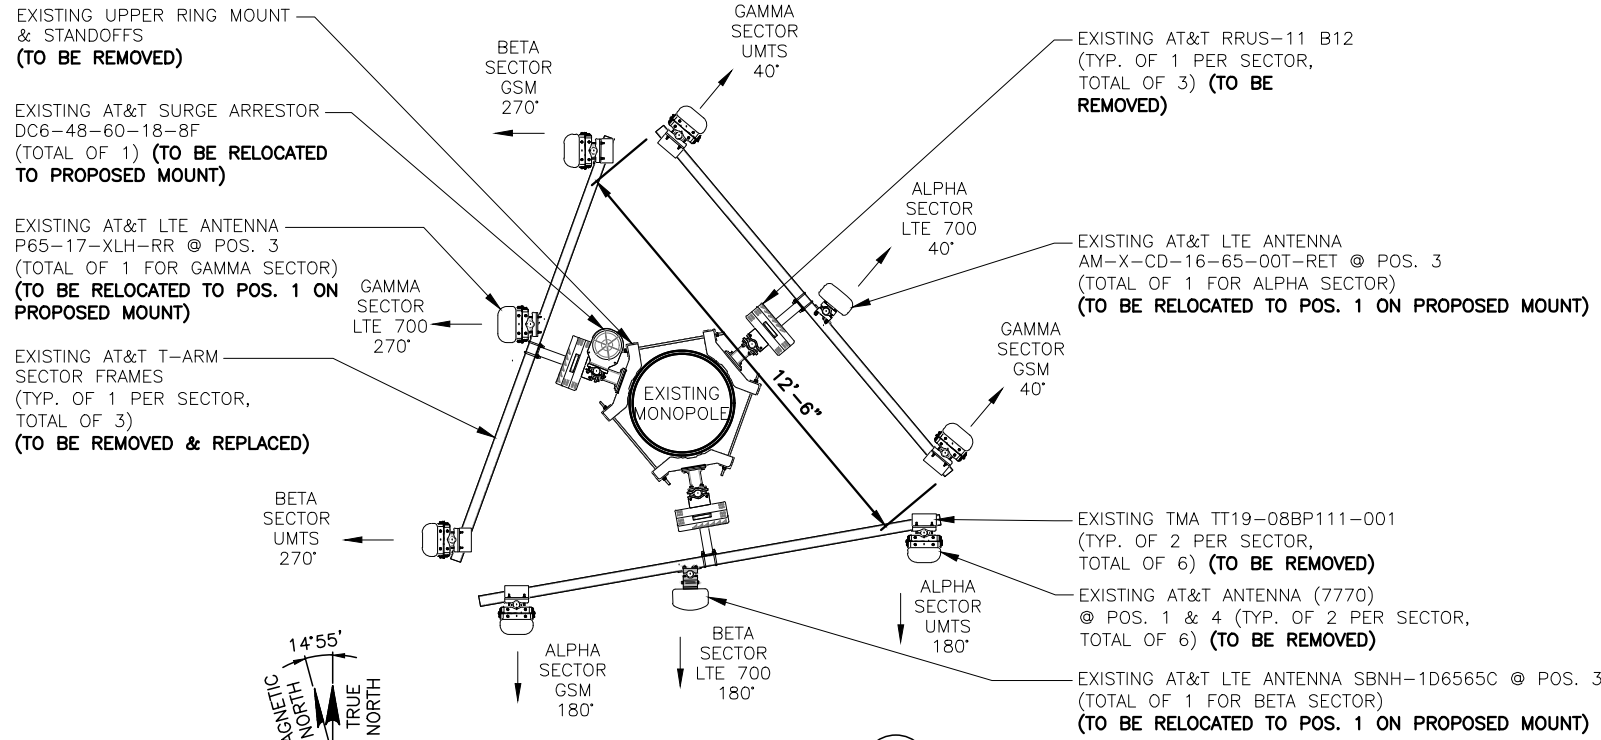 EXISTING UPPER RING MOUNT
& STANDOFFS
(TO BE REMOVED)
EXISTING AT&T SURGE ARRESTOR
DC6-48-60-18-8F
(TOTAL OF 1) (TO BE RELOCATED
TO PROPOSED MOUNT)
EXISTING AT&T LTE ANTENNA
P65-17-XLH-RR @ POS. 3
(TOTAL OF 1 FOR GAMMA SECTOR)
(TO BE RELOCATED TO POS. 1 ON
PROPOSED MOUNT)
EXISTING AT&T T-ARM
SECTOR FRAMES
(TYP. OF 1 PER SECTOR,
TOTAL OF 3)
(TO BE REMOVED & REPLACED)
BETA
SECTOR
GSM
270°
GAMMA
SECTOR
UMTS
40°
ALPHA
SECTOR
LTE 700
40°
GAMMA
SECTOR
LTE 700
270°
GAMMA
SECTOR
GSM
40°
EXISTING
MONOPOLE
12'-6"
BETA
SECTOR
UMTS
270°
ALPHA
SECTOR
GSM
180°
BETA
SECTOR
LTE 700
180°
ALPHA
SECTOR
UMTS
180°
14°55'
NORTH
TRUE
NORTH
EXISTING AT&T RRUS-11 B12
(TYP. OF 1 PER SECTOR,
TOTAL OF 3) (TO BE
REMOVED)
EXISTING AT&T LTE ANTENNA
AM-X-CD-16-65-00T-RET @ POS. 3
(TOTAL OF 1 FOR ALPHA SECTOR)
(TO BE RELOCATED TO POS. 1 ON PROPOSED MOUNT)
EXISTING TMA TT19-08BP111-001
(TYP. OF 2 PER SECTOR,
TOTAL OF 6) (TO BE REMOVED)
EXISTING AT&T ANTENNA (7770)
@ POS. 1 & 4 (TYP. OF 2 PER SECTOR,
TOTAL OF 6) (TO BE REMOVED)
EXISTING AT&T LTE ANTENNA SBNH-1D6565C @ POS. 3
(TOTAL OF 1 FOR BETA SECTOR)
(TO BE RELOCATED TO POS. 1 ON PROPOSED MOUNT)